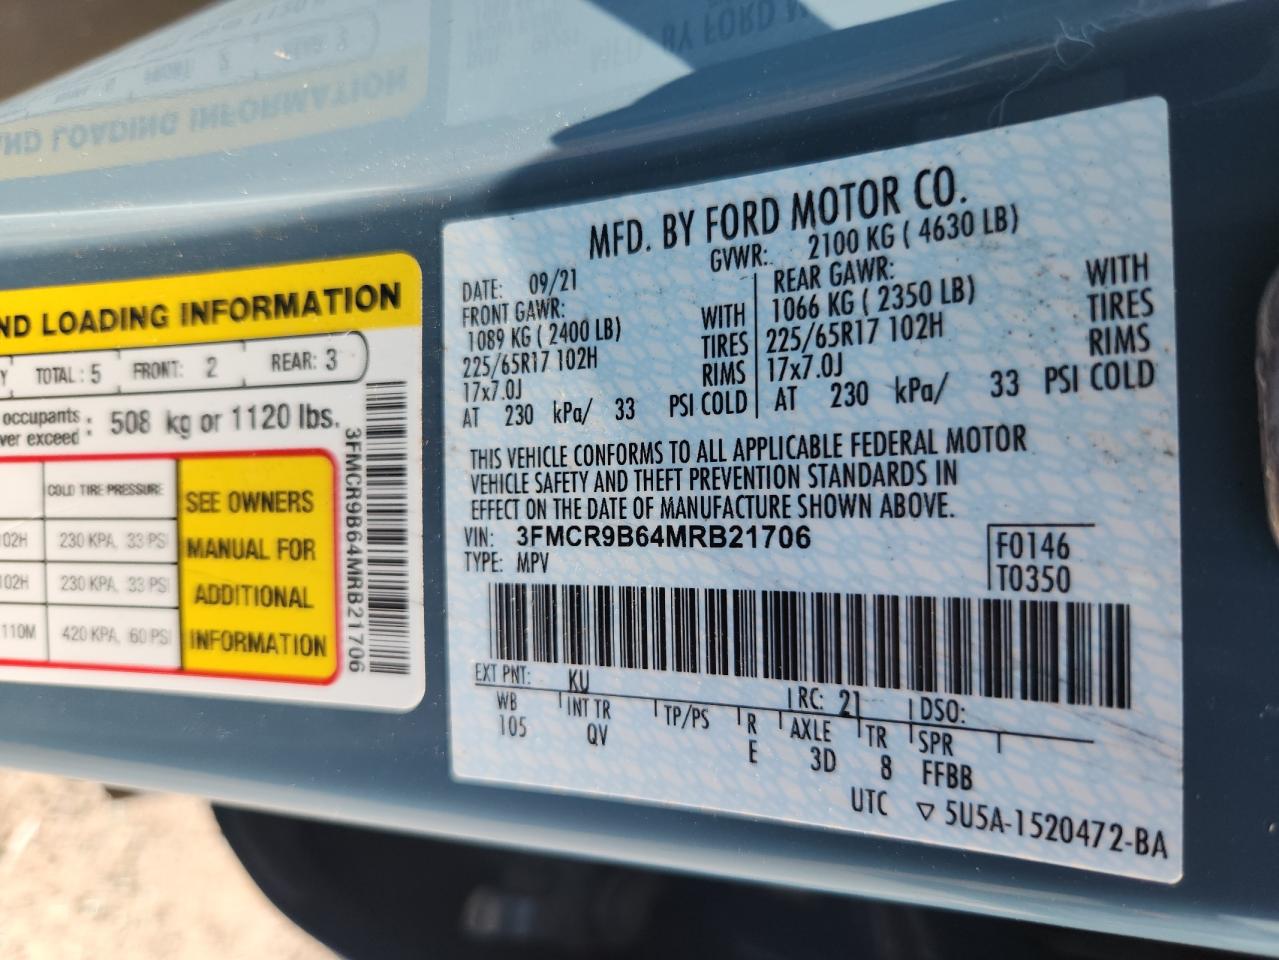 ND LOADING INFORMATION
Y TOTAL: 5 FRONT: 2 REAR: 3
occupants
ver exceed : 508 kg or 1120 lbs.
COLD TIRE PRESSURE
02H 230 KPA, 33 PSI
02H 230 KPA, 33 PSI
110M 420 KPA, 60 PSI
SEE OWNERS
MANUAL FOR
ADDITIONAL
INFORMATION
3FMCR9B64MRB21706
MFD. BY FORD MOTOR CO.
DATE: 09/21 GVWR: 2100 KG ( 4630 LB)
FRONT GAWR:
1089 KG ( 2400 LB) WITH
225/65R17 102H TIRES
17x7.0J RIMS
AT 230 kPa/ 33 PSI COLD
REAR GAWR: WITH
1066 KG ( 2350 LB) TIRES
225/65R17 102H RIMS
17x7.0J
AT 230 kPa/ 33 PSI COLD
THIS VEHICLE CONFORMS TO ALL APPLICABLE FEDERAL MOTOR
VEHICLE SAFETY AND THEFT PREVENTION STANDARDS IN
EFFECT ON THE DATE OF MANUFACTURE SHOWN ABOVE.
VIN: 3FMCR9B64MRB21706
TYPE: MPV
F0146
T0350
EXT PNT: KU RC: 21 DSO:
WB INT TR TP/PS R AXLE TR SPR
105 QV E 3D 8 FFBB
UTC ▽ 5U5A-1520472-BA